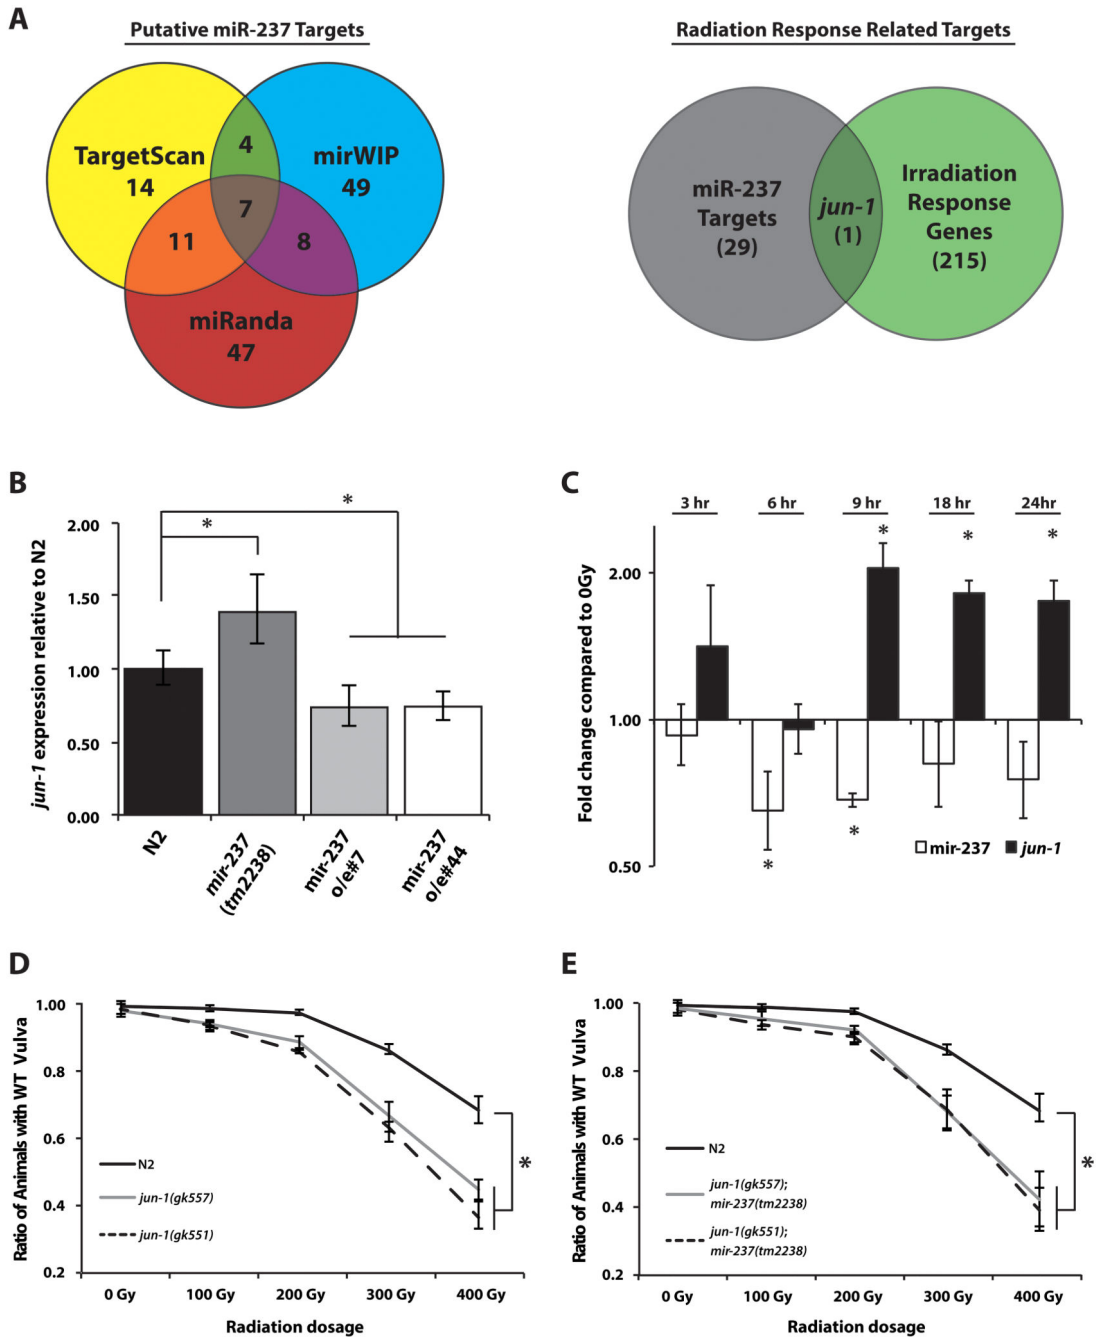 A
Putative miR-237 Targets
TargetScan
14
4
mirWIP
49
7
11
8
miRanda
47
Radiation Response Related Targets
miR-237
Targets
(29)
jun-1
(1)
Irradiation
Response
Genes
(215)
B
jun-1 expression relative to N2
2.00
1.50
1.00
0.50
0.00
*
*
N2
mir-237
(tm2238)
mir-237
o/e#7
mir-237
o/e#44
C
3 hr
6 hr
9 hr
18 hr
24hr
Fold change compared to 0Gy
2.00
1.00
0.50
*
*
*
*
*
mir-237
jun-1
D
Ratio of Animals with WT Vulva
1.00
0.8
0.6
0.4
0.2
N2
jun-1(gk557)
jun-1(gk551)
*
0 Gy
100 Gy
200 Gy
300 Gy
400 Gy
Radiation dosage
E
Ratio of Animals with WT Vulva
1.00
0.8
0.6
0.4
0.2
N2
jun-1(gk557);
mir-237(tm2238)
jun-1(gk551);
mir-237(tm2238)
*
0 Gy
100 Gy
200 Gy
300 Gy
400 Gy
Radiation dosage